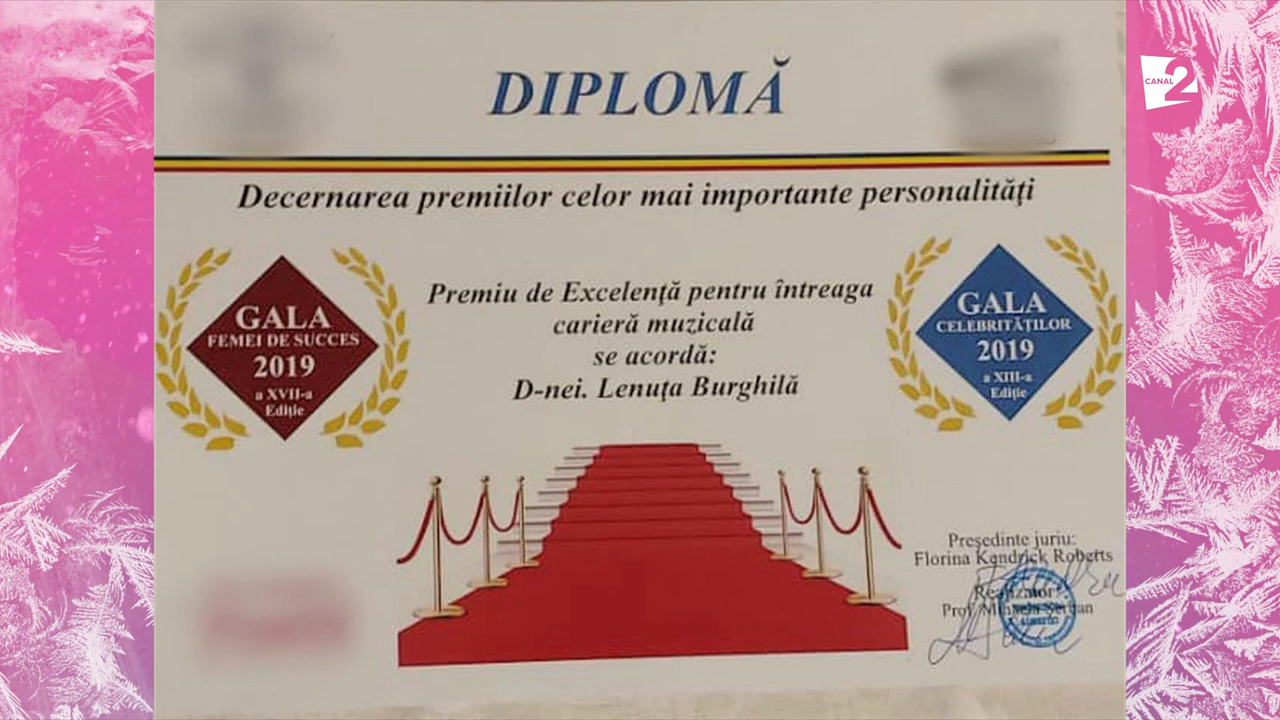 DIPLOMĂ
CANAL 2
Decernarea premiilor celor mai importante personalități
GALA
FEMEI DE SUCCES
2019
a XVII-a
Ediție
Premiu de Excelență pentru întreaga
carieră muzicală
se acordă:
D-nei. Lenuța Burghilă
GALA
CELEBRITĂȚILOR
2019
a XIII-a
Ediție
Președinte juriu:
Florina Kendrick Roberts
Realizator
Prof. Mihaela